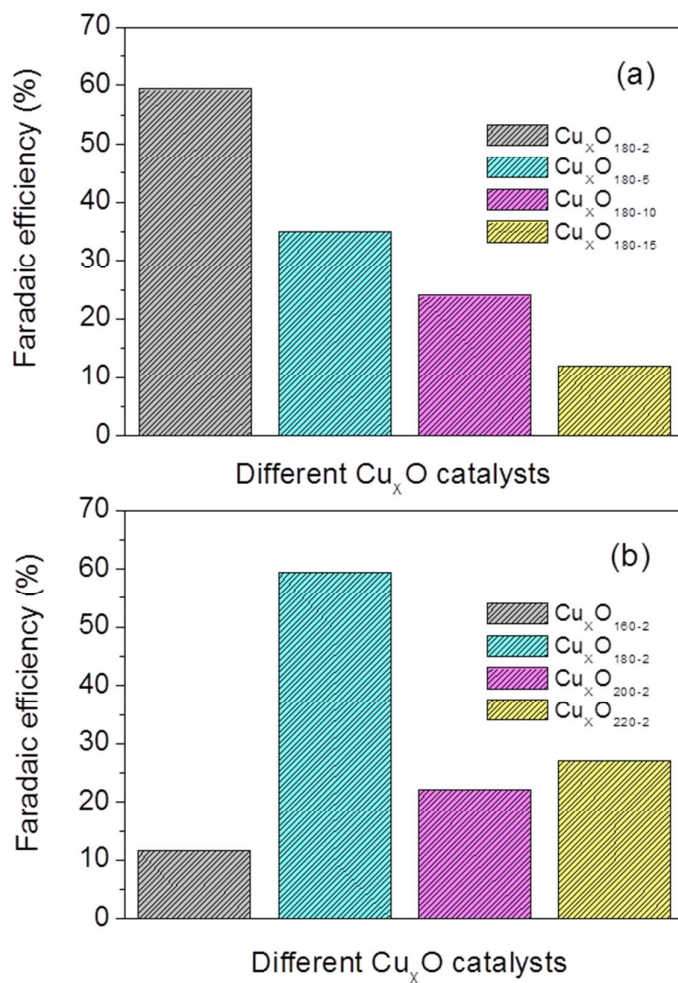 70
60
50
40
30
20
10
0
Faradaic efficiency (%)
(a)
CuxO180-2
CuxO180-5
CuxO180-10
CuxO180-15
Different CuxO catalysts
70
60
50
40
30
20
10
0
Faradaic efficiency (%)
(b)
CuxO160-2
CuxO180-2
CuxO200-2
CuxO220-2
Different CuxO catalysts